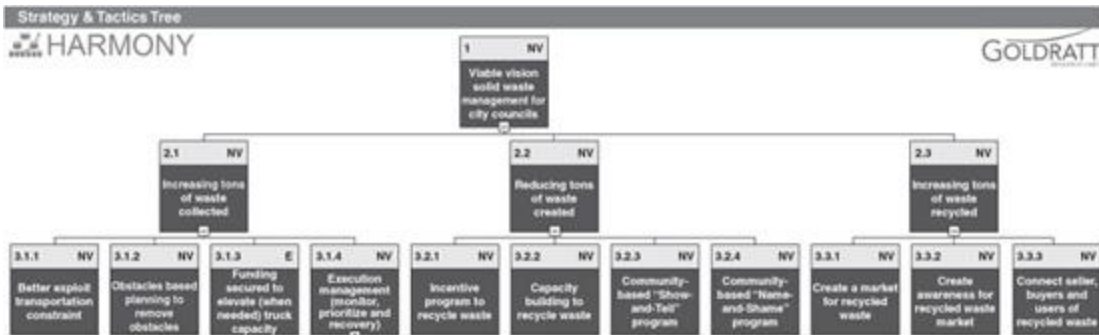 Strategy & Tactics Tree
HARMONY
GOLDRATT
1 NV
Viable vision
solid waste
management for
city councils
2.1 NV
Increasing tons
of waste
collected
2.2 NV
Reducing tons
of waste
created
2.3 NV
Increasing tons
of waste
recycled
3.1.1 NV
Better exploit
transportation
constraint
3.1.2 NV
Obstacles based
planning to
remove
obstacles
3.1.3 E
Funding
secured to
elevate (when
needed) truck
capacity
3.1.4 NV
Execution
management
(monitor,
prioritize and
recovery)
3.2.1 NV
Incentive
program to
recycle waste
3.2.2 NV
Capacity
building to
recycle waste
3.2.3 NV
Community-
based "Show-
and-Tell"
program
3.2.4 NV
Community-
based "Name-
and-Shame"
program
3.3.1 NV
Create a market
for recycled
waste
3.3.2 NV
Create
awareness for
recycled waste
market
3.3.3 NV
Connect seller,
buyers and
users of
recycled waste